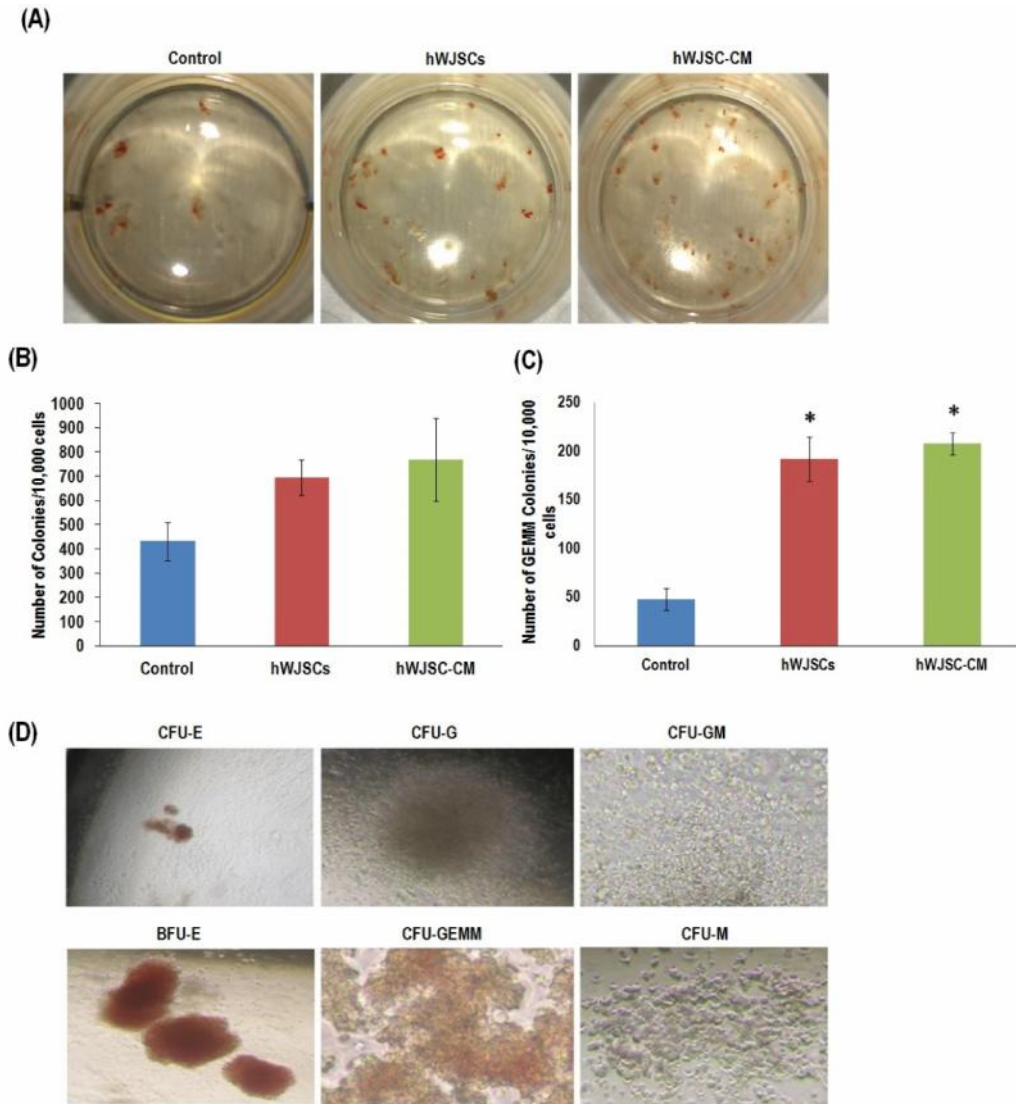 (A)
Control hWJSCs hWJSC-CM
(B)
Number of Colonies/10,000 cells
1000
900
800
700
600
500
400
300
200
100
0
Control hWJSCs hWJSC-CM
(C)
Number of GEMM Colonies/10,000
cells
250
200
150
100
50
0
* *
Control hWJSCs hWJSC-CM
(D)
CFU-E CFU-G CFU-GM
BFU-E CFU-GEMM CFU-M